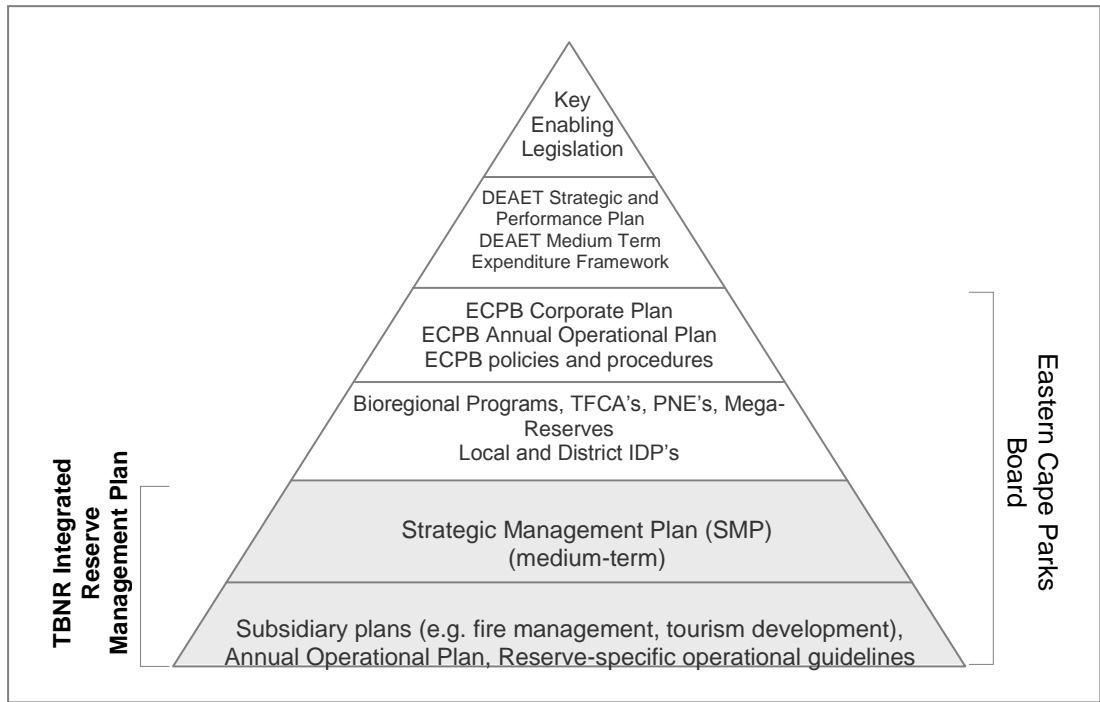 Key
Enabling
Legislation
DEAET Strategic and
Performance Plan
DEAET Medium Term
Expenditure Framework
ECPB Corporate Plan
ECPB Annual Operational Plan
ECPB policies and procedures
Bioregional Programs, TFCA's, PNE's, Mega-
Reserves
Local and District IDP's
Strategic Management Plan (SMP)
(medium-term)
Subsidiary plans (e.g. fire management, tourism development),
Annual Operational Plan, Reserve-specific operational guidelines
TBNR Integrated
Reserve
Management Plan
Eastern Cape Parks
Board